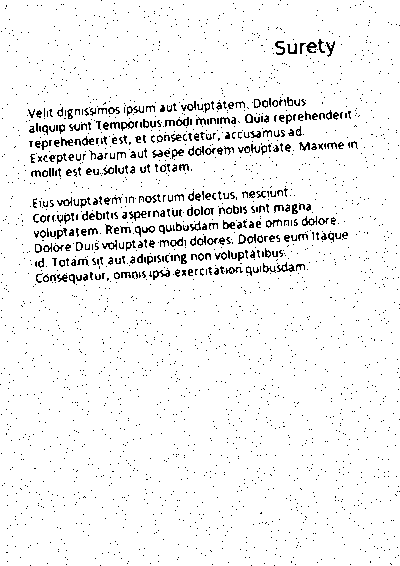 Surety
Velit dignissimos ipsum aut voluptatem. Doloribus
aliquip sunt Temporibus modi minima. Quia reprehenderit
reprehenderit est, et consectetur, accusamus ad.
Excepteur harum aut saepe dolorem voluptate. Maxime in
mollit est eu soluta ut totam.
Eius voluptatem in nostrum delectus, nesciunt.
Corrupti debitis aspernatur dolor nobis sint magna
voluptatem. Rem quo quibusdam beatae omnis dolore.
Dolore Duis voluptate modi dolores. Dolores eum itaque
id. Totam sit aut adipisicing non voluptatibus.
Consequatur, omnis ipsa exercitation quibusdam.